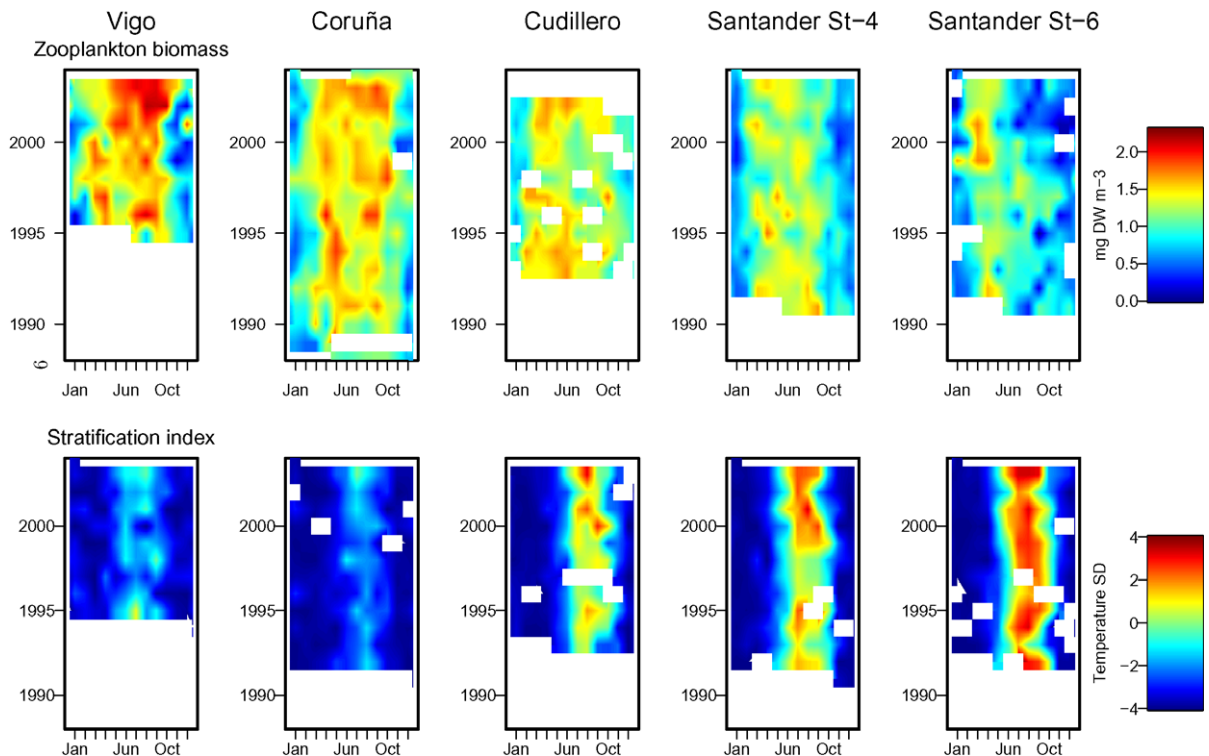 Vigo Coruña Cudillero Santander St−4 Santander St−6
Zooplankton biomass
2000 2000 2000 2000 2000
1995 1995 1995 1995 1995
1990 1990 1990 1990 1990
2.0
1.5
1.0
0.5
0.0
mg DW m−3
9
Jan Jun Oct Jan Jun Oct Jan Jun Oct Jan Jun Oct Jan Jun Oct
Stratification index
2000 2000 2000 2000 2000
1995 1995 1995 1995 1995
1990 1990 1990 1990 1990
4
2
0
−2
−4
Temperature SD
Jan Jun Oct Jan Jun Oct Jan Jun Oct Jan Jun Oct Jan Jun Oct